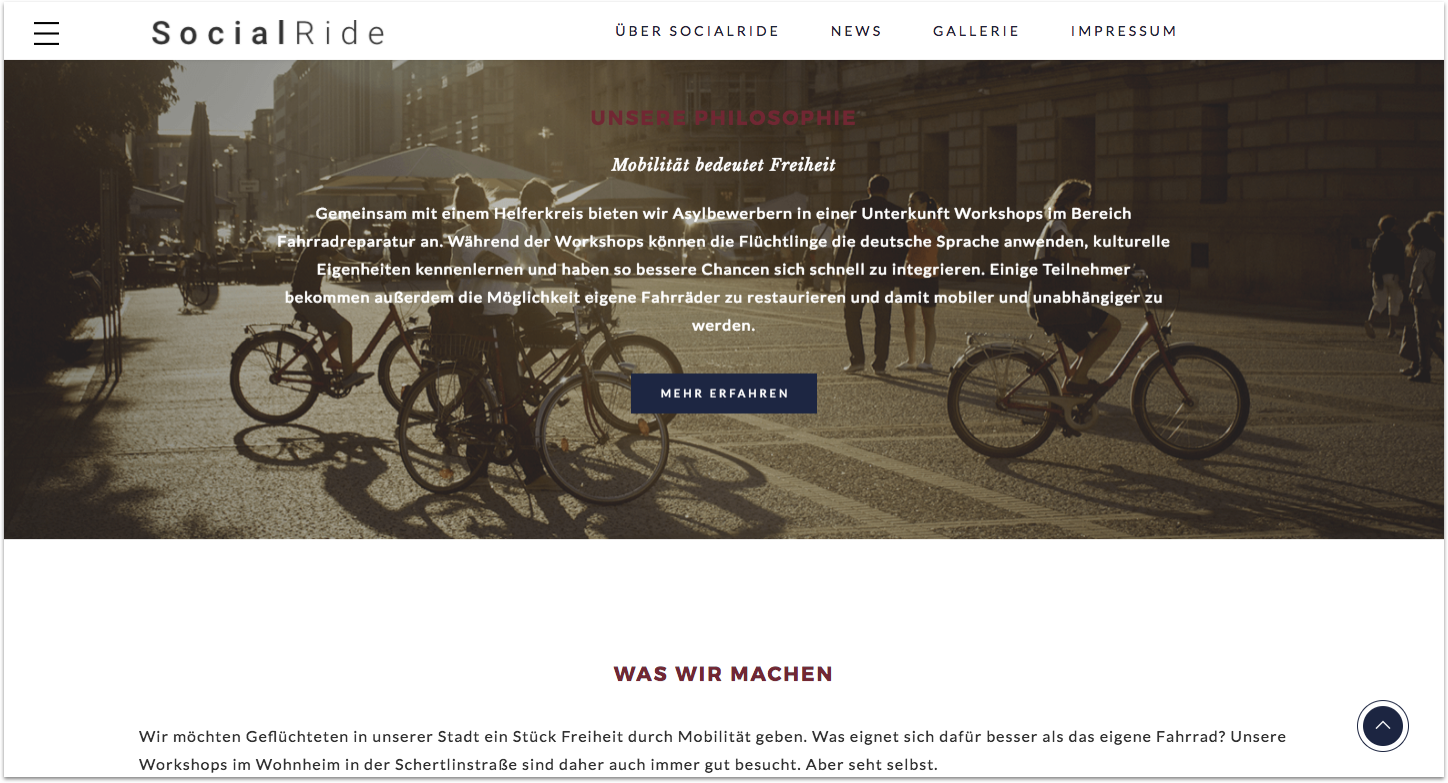 SocialRide
ÜBER SOCIALRIDE NEWS GALLERIE IMPRESSUM
UNSERE PHILOSOPHIE
Mobilität bedeutet Freiheit
Gemeinsam mit einem Helferkreis bieten wir Asylbewerbern in einer Unterkunft Workshops im Bereich
Fahrradreparatur an. Während der Workshops können die Flüchtlinge die deutsche Sprache anwenden, kulturelle
Eigenheiten kennenlernen und haben so bessere Chancen sich schnell zu integrieren. Einige Teilnehmer
bekommen außerdem die Möglichkeit eigene Fahrräder zu restaurieren und damit mobiler und unabhängiger zu
werden.
MEHR ERFAHREN
WAS WIR MACHEN
Wir möchten Geflüchteten in unserer Stadt ein Stück Freiheit durch Mobilität geben. Was eignet sich dafür besser als das eigene Fahrrad? Unsere
Workshops im Wohnheim in der Schertlinstraße sind daher auch immer gut besucht. Aber seht selbst.